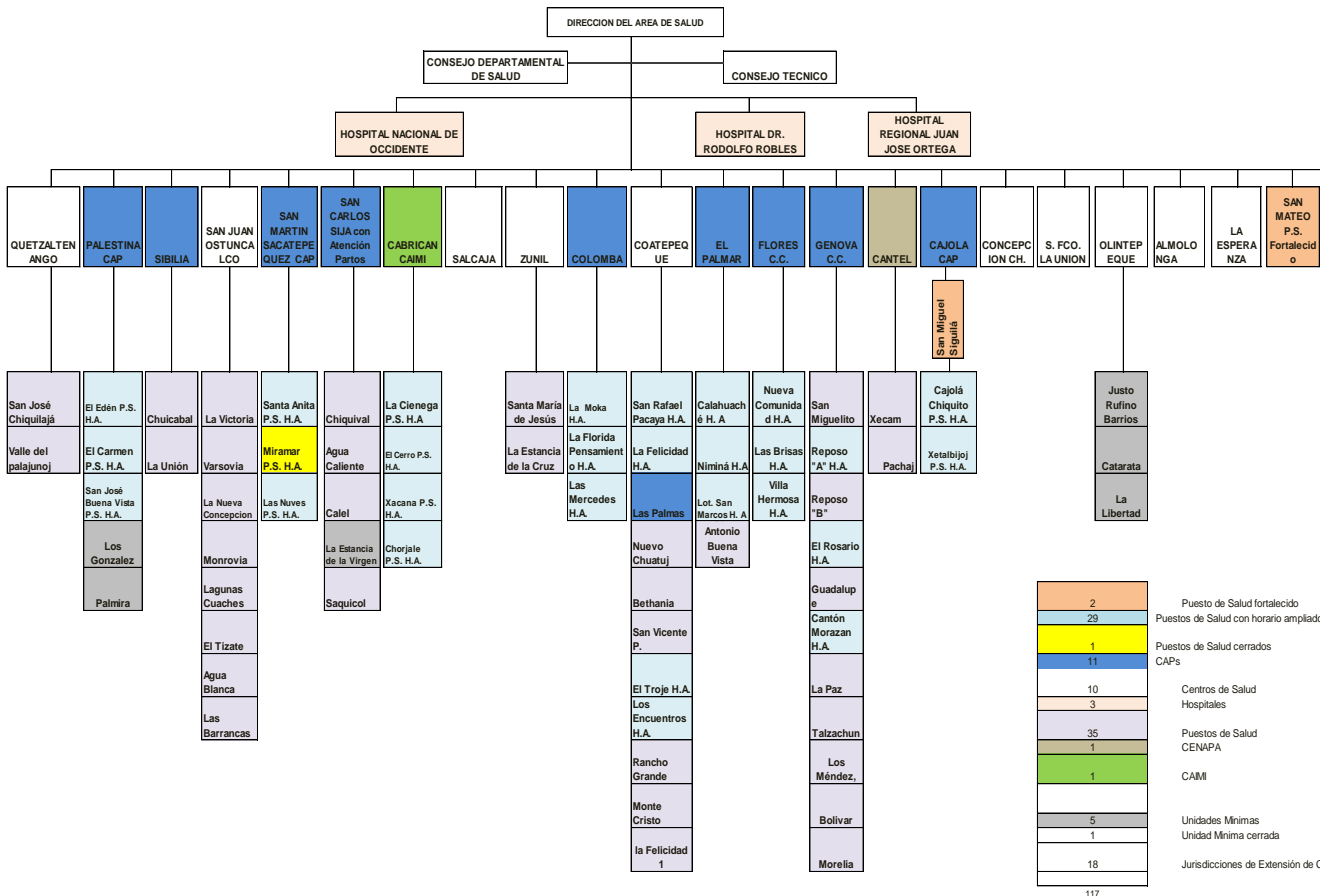 DIRECCION DEL AREA DE SALUD
CONSEJO DEPARTAMENTAL
DE SALUD
CONSEJO TECNICO
HOSPITAL NACIONAL DE
OCCIDENTE
HOSPITAL DR.
RODOLFO ROBLES
HOSPITAL
REGIONAL JUAN
JOSE ORTEGA
QUETZALTEN
ANGO
PALESTINA
CAP
SIBILIA
SAN JUAN
OSTUNCA
LCO
SAN
MARTIN
SACATEPE
QUEZ CAP
SAN
CARLOS
SIJA con
Atención
Partos
CABRICAN
CAIMI
SALCAJA
ZUNIL
COLOMBA
COATEPEQ
UE
EL
PALMAR
FLORES
C.C.
GENOVA
C.C.
CANTEL
CAJOLA
CAP
CONCEPC
ION CH.
S. FCO.
LA UNION
OLINTEP
EQUE
ALMOLO
NGA
LA
ESPERA
NZA
SAN
MATEO
P.S.
Fortalecid
o
San Miguel
Siguilá
San José
Chiquilajá
Valle del
palajunoj
El Edén P.S.
H.A.
El Carmen
P.S. H.A.
San José
Buena Vista
P.S. H.A.
Los
Gonzalez
Palmira
Chuicabal
La Unión
La Victoria
Varsovia
La Nueva
Concepcion
Monrovia
Lagunas
Cuaches
El Tizate
Agua
Blanca
Las
Barrancas
Santa Anita
P.S. H.A.
Miramar
P.S. H.A.
Las Nuves
P.S. H.A.
Chiquival
Agua
Caliente
Calel
La Estancia
de la Virgen
Saquicol
La Cienega
P.S. H.A
El Cerro P.S.
H.A.
Xacana P.S.
H.A.
Chorjale
P.S. H.A.
Santa María
de Jesús
La Estancia
de la Cruz
La Moka
H.A.
La Florida
Pensamient
o H.A.
Las
Mercedes
H.A.
San Rafael
Pacaya H.A.
La Felicidad
H.A.
Las Palmas
Nuevo
Chuatuj
Bethania
San Vicente
P.
El Troje H.A.
Los
Encuentros
H.A.
Rancho
Grande
Monte
Cristo
la Felicidad
1
Calahuach
é H. A
Niminá H.A
Lot. San
Marcos H. A
Antonio
Buena
Vista
Nueva
Comunida
d H.A.
Las Brisas
H.A.
Villa
Hermosa
H.A.
San
Miguelito
Reposo
"A" H.A.
Reposo
"B"
El Rosario
H.A.
Guadalup
e
Cantón
Morazan
H.A.
La Paz
Talzachun
Los
Méndez,
Bolivar
Morelia
Xecam
Pachaj
Cajolá
Chiquito
P.S. H.A.
Xetalbijoj
P.S. H.A.
Justo
Rufino
Barrios
Catarata
La
Libertad
2 Puesto de Salud fortalecido
29 Puestos de Salud con horario ampliado
1 Puestos de Salud cerrados
11 CAPs
10 Centros de Salud
3 Hospitales
35 Puestos de Salud
1 CENAPA
1 CAIMI
5 Unidades Minimas
1 Unidad Minima cerrada
18 Jurisdicciones de Extensión de C
117